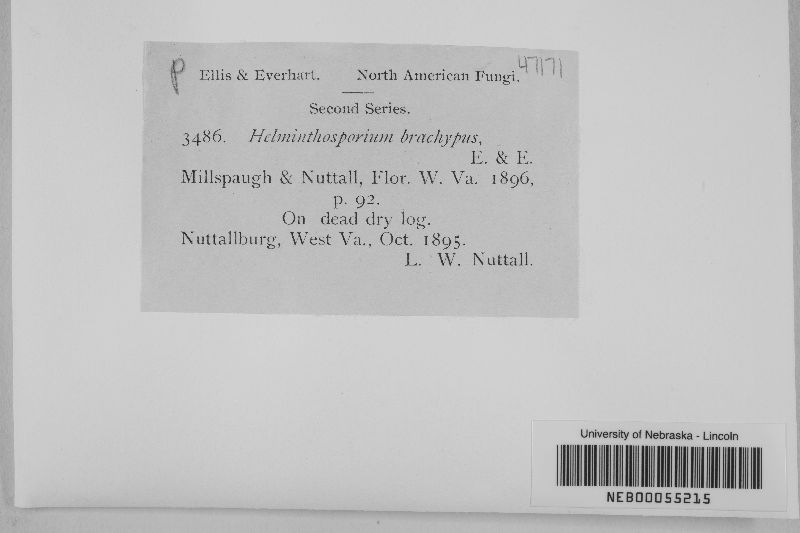 P Ellis & Everhart. North American Fungi. 47171
Second Series.
3486. Helminthosporium brachypus,
E. & E.
Millspaugh & Nuttall, Flor. W. Va. 1896,
p. 92.
On dead dry log.
Nuttallburg, West Va., Oct. 1895.
L. W. Nuttall.
University of Nebraska - Lincoln
NEB00055215